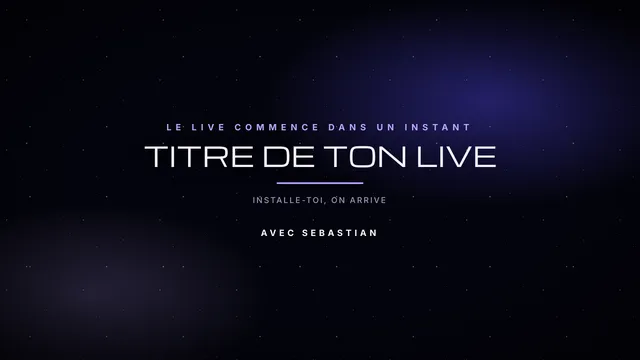 LE LIVE COMMENCE DANS UN INSTANT
TITRE DE TON LIVE
INSTALLE-TOI, ON ARRIVE
AVEC SEBASTIAN